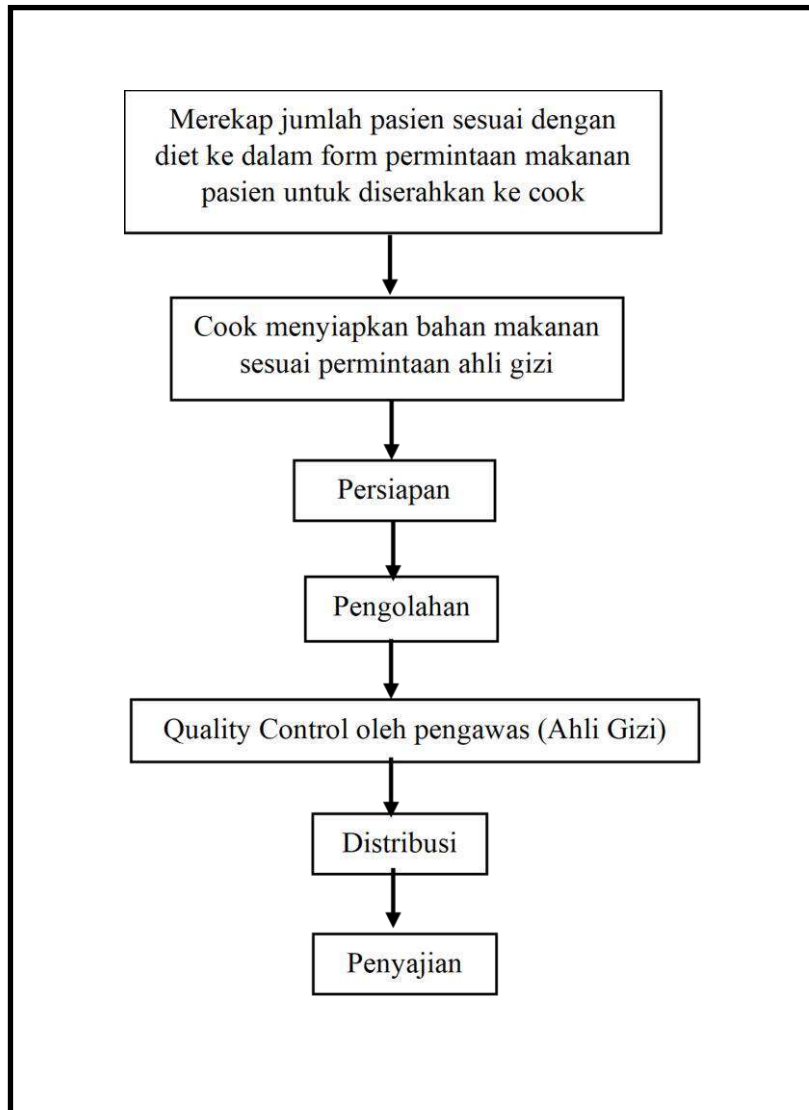 Merekap jumlah pasien sesuai dengan
diet ke dalam form permintaan makanan
pasien untuk diserahkan ke cook
Cook menyiapkan bahan makanan
sesuai permintaan ahli gizi
Persiapan
Pengolahan
Quality Control oleh pengawas (Ahli Gizi)
Distribusi
Penyajian